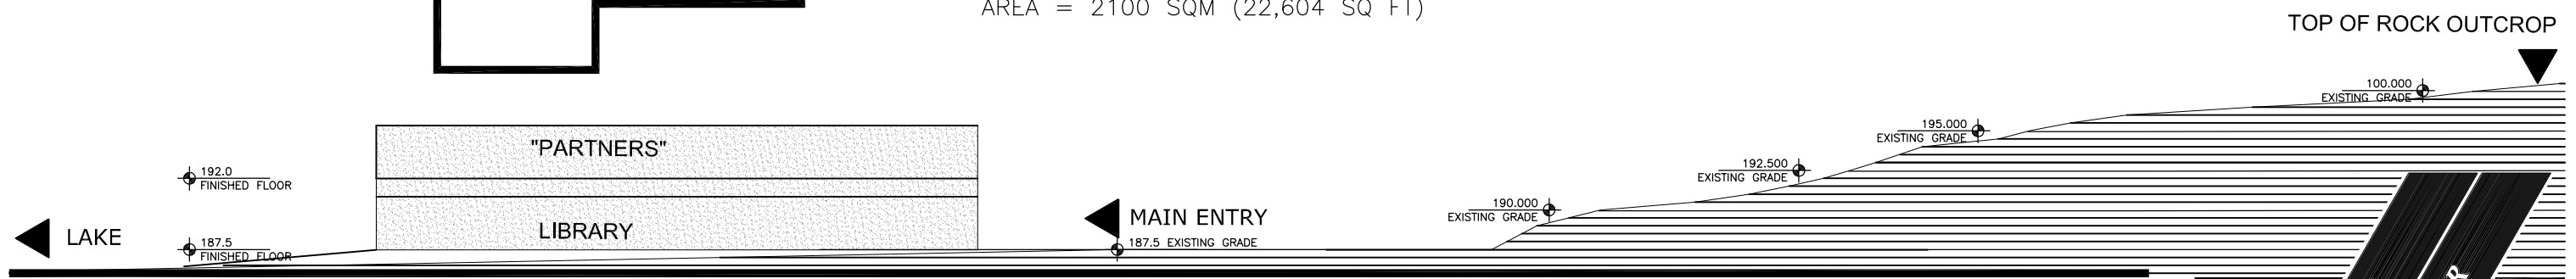 AREA = 2100 SQM (22,604 SQ FT)
TOP OF ROCK OUTCROP
100.000
EXISTING GRADE
195.000
EXISTING GRADE
"PARTNERS"
192.500
EXISTING GRADE
192.0
FINISHED FLOOR
190.000
EXISTING GRADE
MAIN ENTRY
LIBRARY
LAKE
187.5 EXISTING GRADE
187.5
FINISHED FLOOR
R